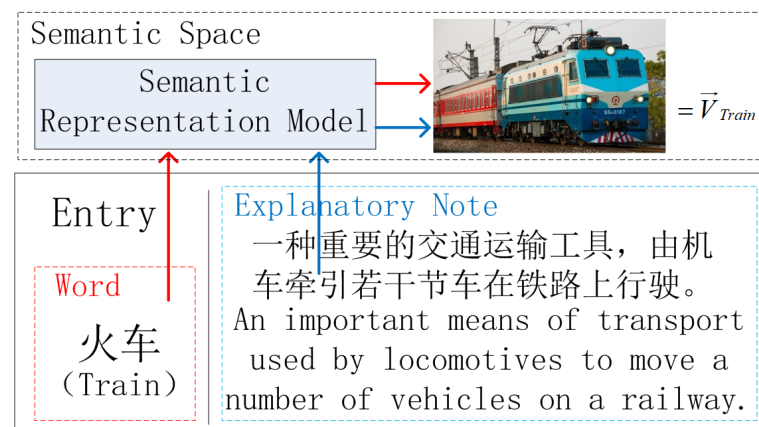 Semantic Space
Semantic
Representation Model
= V Train
Entry
Explanatory Note
一种重要的交通运输工具，由机
车牵引若干节车在铁路上行驶。
Word
火车
（Train）
An important means of transport
used by locomotives to move a
number of vehicles on a railway.